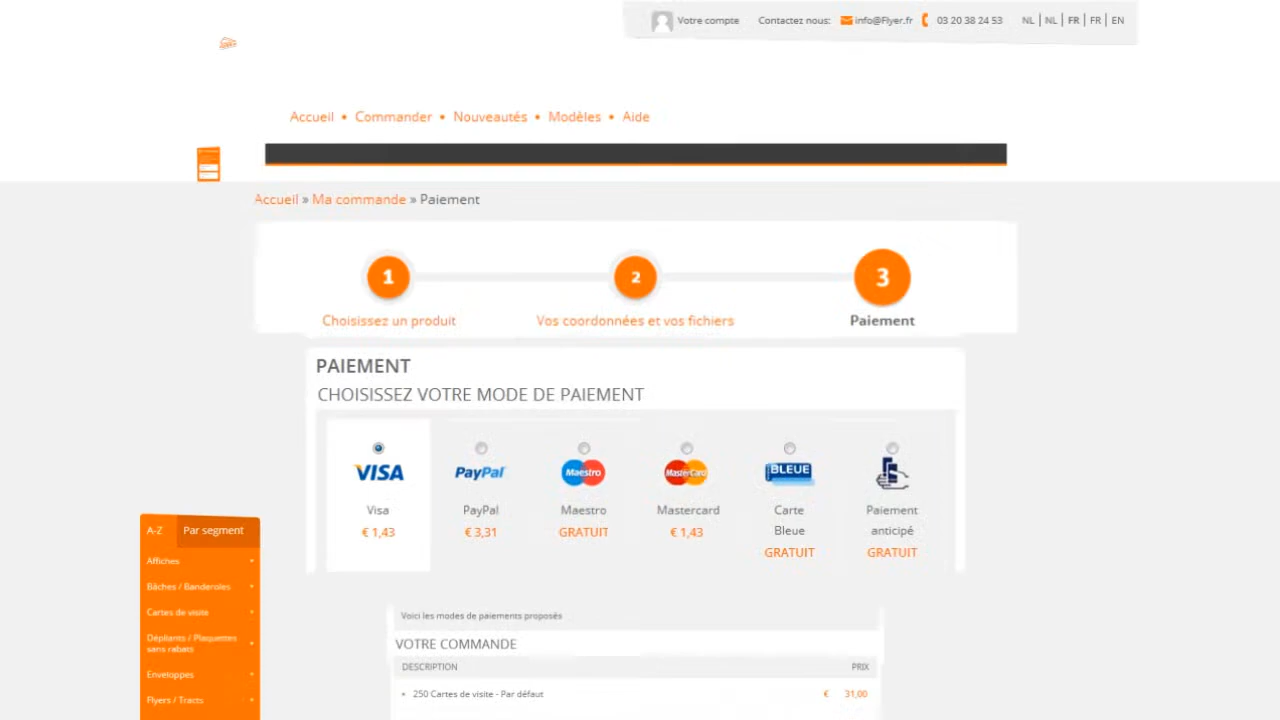 Votre compte Contactez nous: info@Flyer.fr 03 20 38 24 53 NL | NL | FR | FR | EN
Accueil • Commander • Nouveautés • Modèles • Aide
Accueil » Ma commande » Paiement
1 2 3
Choisissez un produit Vos coordonnées et vos fichiers Paiement
PAIEMENT
CHOISISSEZ VOTRE MODE DE PAIEMENT
VISA PayPal Maestro MasterCard BLEUE
Visa PayPal Maestro Mastercard Carte Bleue Paiement anticipé
€ 1,43 € 3,31 GRATUIT € 1,43 GRATUIT GRATUIT
A-Z Par segment
Affiches
Bâches / Banderoles
Cartes de visite
Dépliants / Plaquettes
sans rabats
Enveloppes
Flyers / Tracts
Voici les modes de paiements proposés
VOTRE COMMANDE
DESCRIPTION PRIX
• 250 Cartes de visite - Par défaut € 31,00